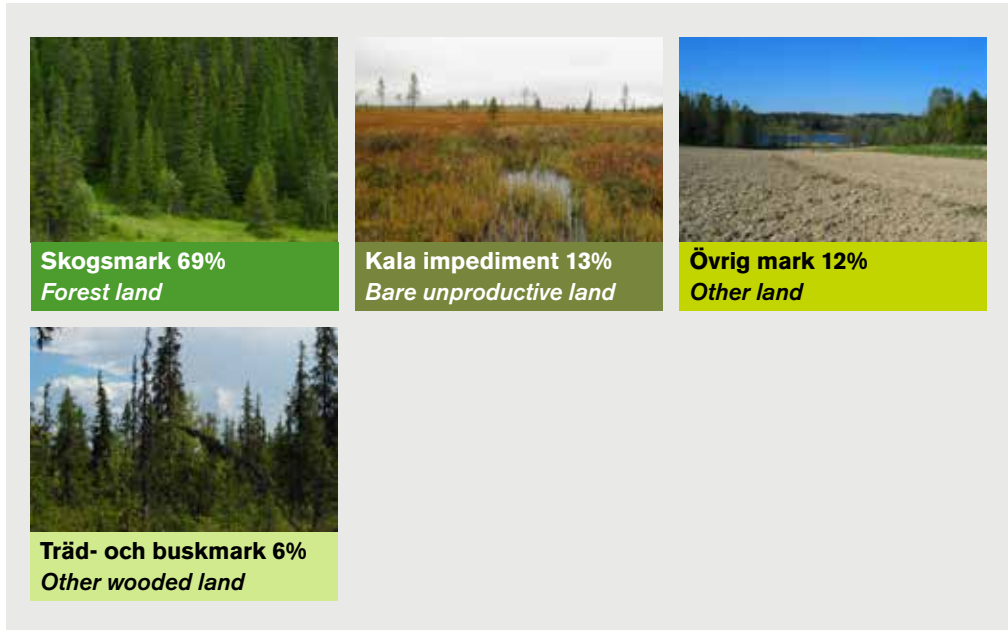 Skogsmark 69%
Forest land
Kala impediment 13%
Bare unproductive land
Övrig mark 12%
Other land
Träd- och buskmark 6%
Other wooded land